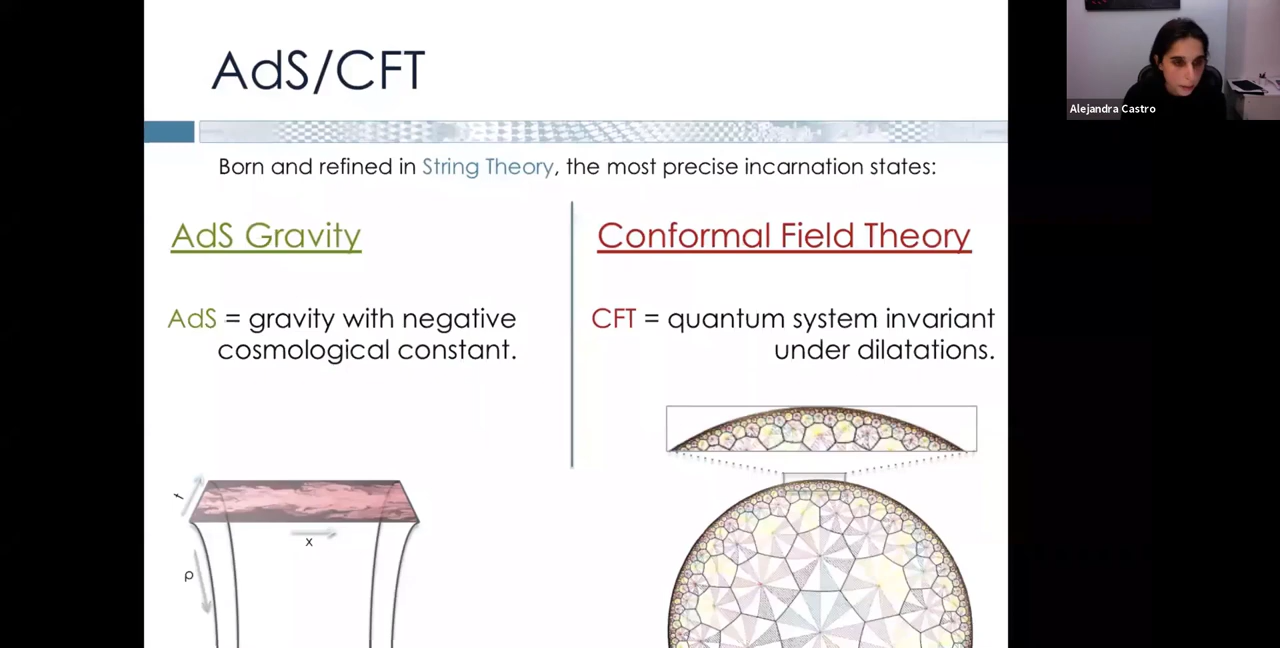 AdS/CFT
Alejandra Castro
Born and refined in String Theory, the most precise incarnation states:
AdS Gravity
AdS = gravity with negative
cosmological constant.
Conformal Field Theory
CFT = quantum system invariant
under dilatations.
t
x
ρ